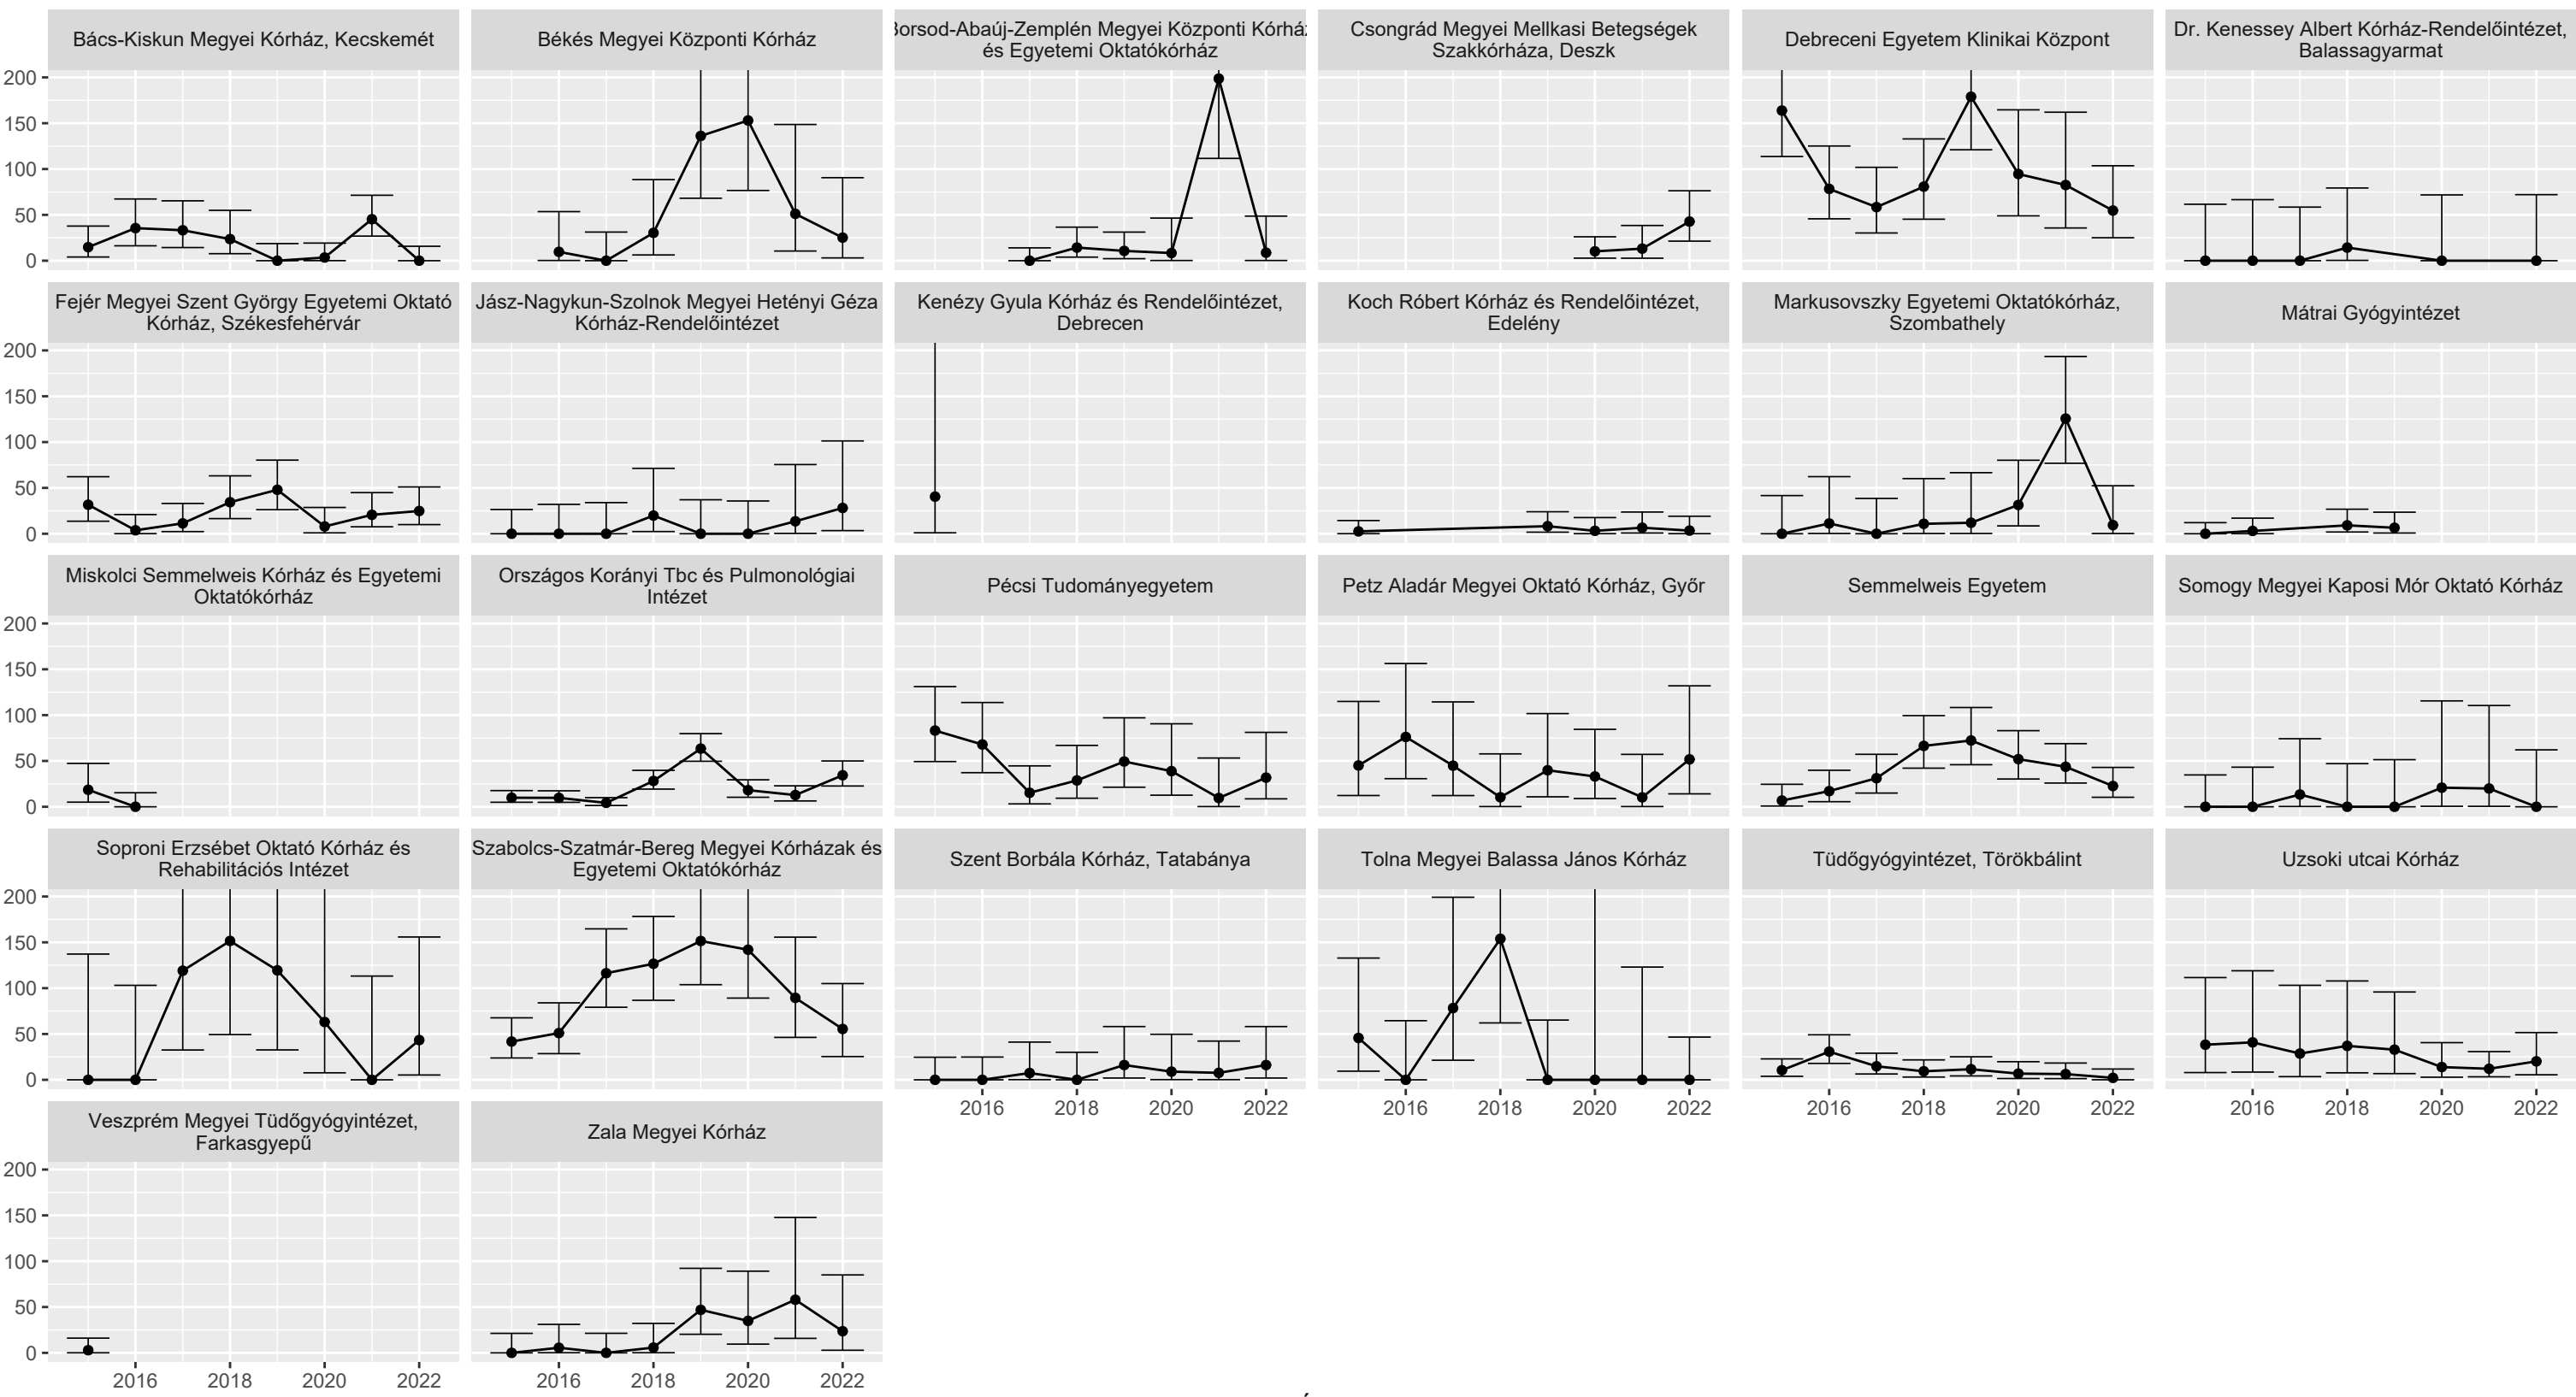 Bács-Kiskun Megyei Kórház, Kecskemét
Békés Megyei Központi Kórház
Borsod-Abaúj-Zemplén Megyei Központi Kórház
és Egyetemi Oktatókórház
Csongrád Megyei Mellkasi Betegségek
Szakkórháza, Deszk
Debreceni Egyetem Klinikai Központ
Dr. Kenessey Albert Kórház-Rendelőintézet,
Balassagyarmat
200
150
100
50
0
Fejér Megyei Szent György Egyetemi Oktató
Kórház, Székesfehérvár
Jász-Nagykun-Szolnok Megyei Hetényi Géza
Kórház-Rendelőintézet
Kenézy Gyula Kórház és Rendelőintézet,
Debrecen
Koch Róbert Kórház és Rendelőintézet,
Edelény
Markusovszky Egyetemi Oktatókórház,
Szombathely
Mátrai Gyógyintézet
200
150
100
50
0
Miskolci Semmelweis Kórház és Egyetemi
Oktatókórház
Országos Korányi Tbc és Pulmonológiai
Intézet
Pécsi Tudományegyetem
Petz Aladár Megyei Oktató Kórház, Győr
Semmelweis Egyetem
Somogy Megyei Kaposi Mór Oktató Kórház
200
150
100
50
0
Soproni Erzsébet Oktató Kórház és
Rehabilitációs Intézet
Szabolcs-Szatmár-Bereg Megyei Kórházak és
Egyetemi Oktatókórház
Szent Borbála Kórház, Tatabánya
Tolna Megyei Balassa János Kórház
Tüdőgyógyintézet, Törökbálint
Uzsoki utcai Kórház
200
150
100
50
0
2016 2018 2020 2022
2016 2018 2020 2022
2016 2018 2020 2022
2016 2018 2020 2022
Veszprém Megyei Tüdőgyógyintézet,
Farkasgyepű
Zala Megyei Kórház
200
150
100
50
0
2016 2018 2020 2022
2016 2018 2020 2022